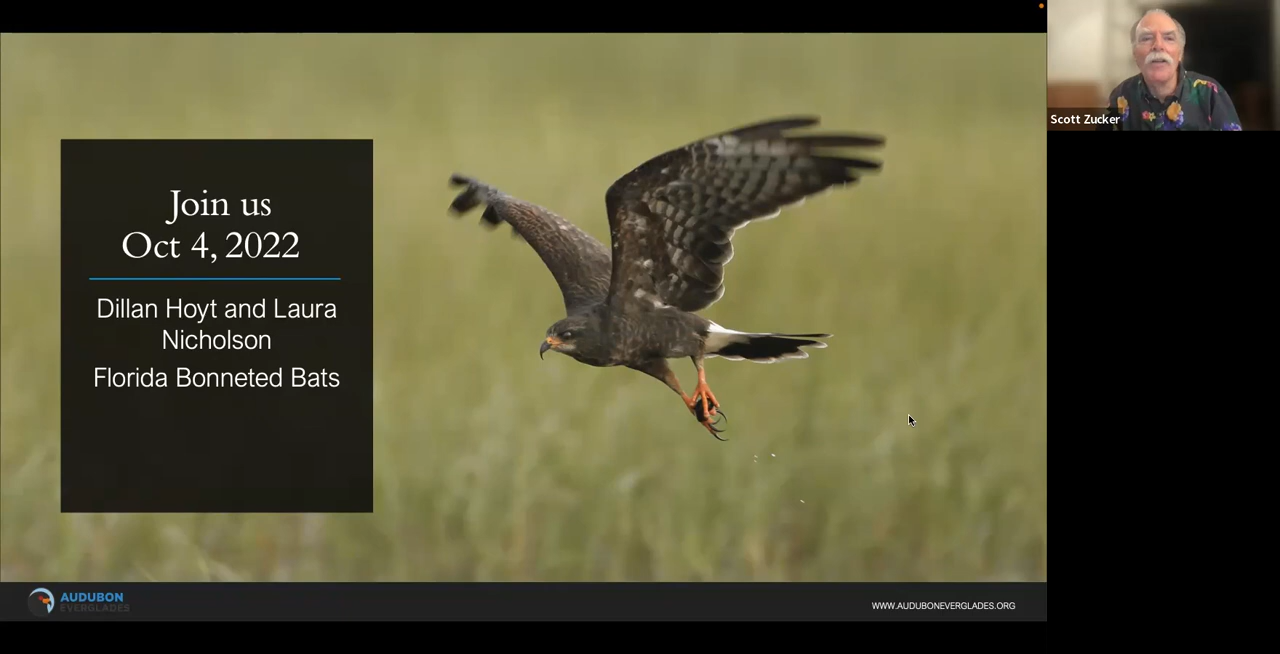 Join us
Oct 4, 2022
Dillan Hoyt and Laura
Nicholson
Florida Bonneted Bats
AUDUBON
EVERGLADES
WWW.AUDUBONEVERGLADES.ORG
Scott Zucker